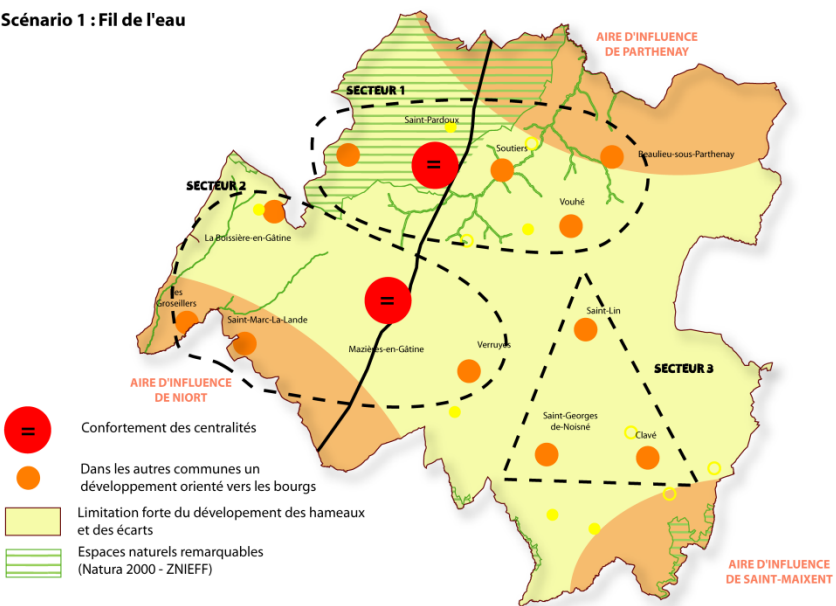 Scénario 1 : Fil de l'eau
AIRE D'INFLUENCE
DE PARTHENAY
SECTEUR 1
Saint-Pardoux
=
Soutiers
Beaulieu-sous-Parthenay
SECTEUR 2
Vouhé
La Boissière-en-Gâtine
Les
Groseillers
=
Saint-Marc-La-Lande
Saint-Lin
Mazières-en-Gâtine
Verruyes
SECTEUR 3
AIRE D'INFLUENCE
DE NIORT
Saint-Georges
de-Noisné
Clavé
=
Confortement des centralités
Dans les autres communes un
développement orienté vers les bourgs
Limitation forte du dévelopement des hameaux
et des écarts
Espaces naturels remarquables
(Natura 2000 - ZNIEFF)
AIRE D'INFLUENCE
DE SAINT-MAIXENT